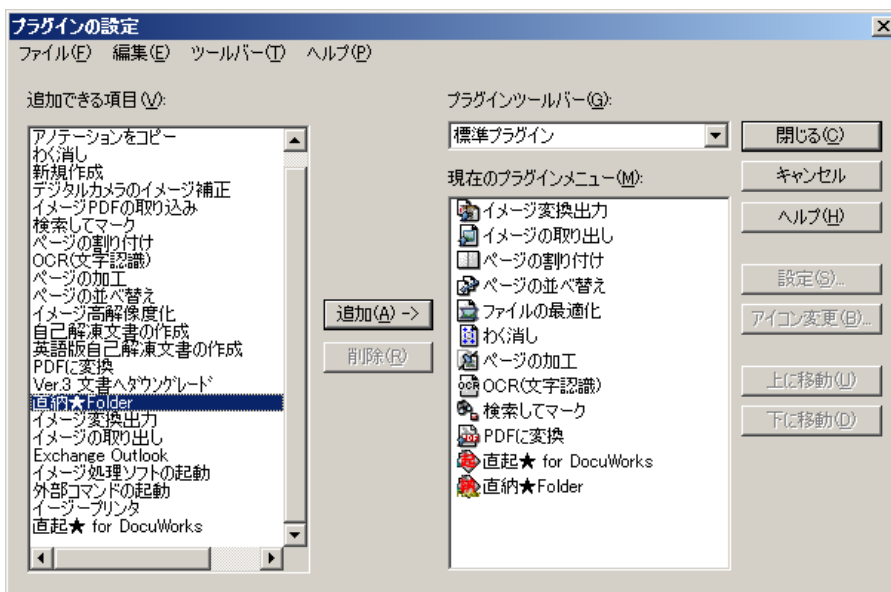 プラグインの設定
ファイル(F) 編集(E) ツールバー(T) ヘルプ(P)
追加できる項目(V):
アノテーションをコピー
わく消し
新規作成
デジタルカメラのイメージ補正
イメージPDFの取り込み
検索してマーク
ページの割り付け
OCR(文字認識)
ページの加工
ページの並べ替え
イメージ高解像度化
自己解凍文書の作成
英語版自己解凍文書の作成
PDFに変換
Ver.3 文書へダウングレード
直納★Folder
イメージ変換出力
イメージの取り出し
Exchange Outlook
イメージ処理ソフトの起動
外部コマンドの起動
イージープリンタ
直起★ for DocuWorks
追加(A) ->
削除(R)
プラグインツールバー(G):
標準プラグイン
現在のプラグインメニュー(M):
イメージ変換出力
イメージの取り出し
ページの割り付け
ページの並べ替え
ファイルの最適化
わく消し
ページの加工
OCR(文字認識)
検索してマーク
PDFに変換
直起★ for DocuWorks
直納★Folder
閉じる(C)
キャンセル
ヘルプ(H)
設定(S)...
アイコン変更(B)...
上に移動(U)
下に移動(D)